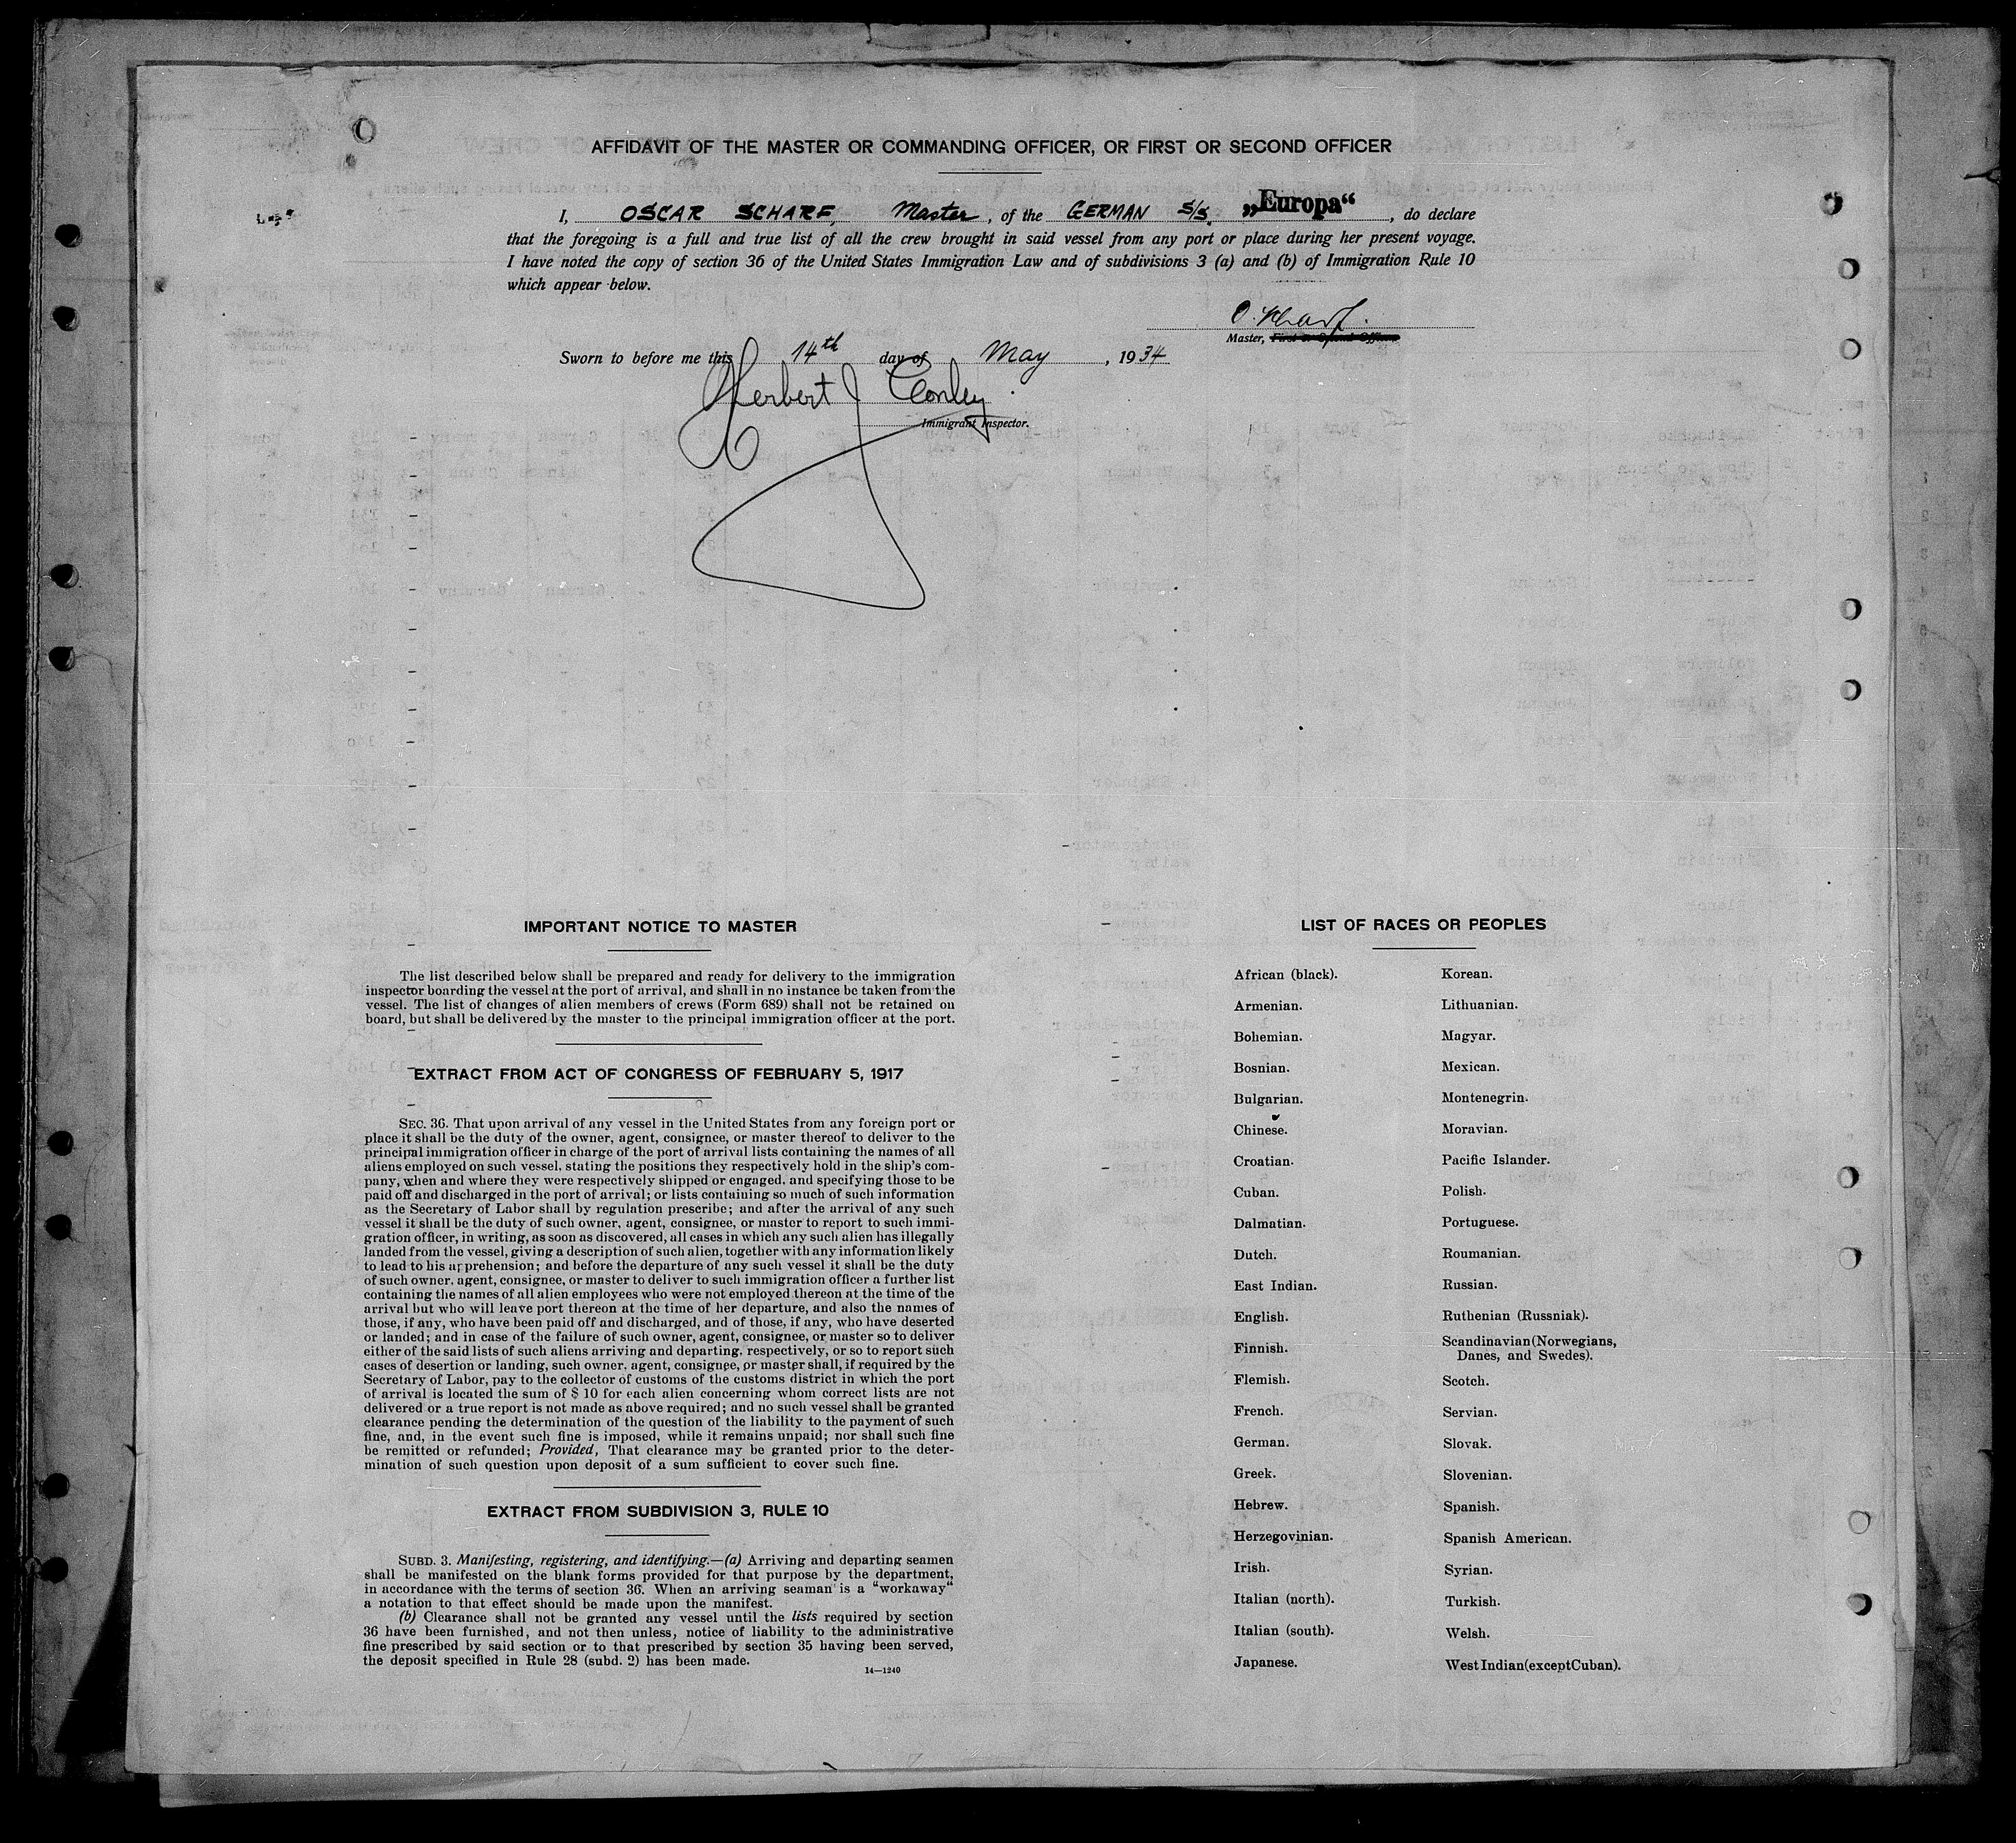 AFFIDAVIT OF THE MASTER OR COMMANDING OFFICER, OR FIRST OR SECOND OFFICER
I, OSCAR SCHARF, Master, of the GERMAN S/S. „Europa“, do declare
that the foregoing is a full and true list of all the crew brought in said vessel from any port or place during her present voyage.
I have noted the copy of section 36 of the United States Immigration Law and of subdivisions 3 (a) and (b) of Immigration Rule 10
which appear below.
O. Scharf.
Master, First or Second Officer
Sworn to before me this 14th day of May, 1934
Herbert J Conley
Immigrant Inspector.
IMPORTANT NOTICE TO MASTER
The list described below shall be prepared and ready for delivery to the immigration
inspector boarding the vessel at the port of arrival, and shall in no instance be taken from the
vessel. The list of changes of alien members of crews (Form 689) shall not be retained on
board, but shall be delivered by the master to the principal immigration officer at the port.
EXTRACT FROM ACT OF CONGRESS OF FEBRUARY 5, 1917
SEC. 36. That upon arrival of any vessel in the United States from any foreign port or
place it shall be the duty of the owner, agent, consignee, or master thereof to deliver to the
principal immigration officer in charge of the port of arrival lists containing the names of all
aliens employed on such vessel, stating the positions they respectively hold in the ship's com-
pany, when and where they were respectively shipped or engaged, and specifying those to be
paid off and discharged in the port of arrival; or lists containing so much of such information
as the Secretary of Labor shall by regulation prescribe; and after the arrival of any such
vessel it shall be the duty of such owner, agent, consignee, or master to report to such immi-
gration officer, in writing, as soon as discovered, all cases in which any such alien has illegally
landed from the vessel, giving a description of such alien, together with any information likely
to lead to his apprehension; and before the departure of any such vessel it shall be the duty
of such owner, agent, consignee, or master to deliver to such immigration officer a further list
containing the names of all alien employees who were not employed thereon at the time of the
arrival but who will leave port thereon at the time of her departure, and also the names of
those, if any, who have been paid off and discharged, and of those, if any, who have deserted
or landed; and in case of the failure of such owner, agent, consignee, or master so to deliver
either of the said lists of such aliens arriving and departing, respectively, or so to report such
cases of desertion or landing, such owner, agent, consignee, or master shall, if required by the
Secretary of Labor, pay to the collector of customs of the customs district in which the port
of arrival is located the sum of $ 10 for each alien concerning whom correct lists are not
delivered or a true report is not made as above required; and no such vessel shall be granted
clearance pending the determination of the question of the liability to the payment of such
fine, and, in the event such fine is imposed, while it remains unpaid; nor shall such fine
be remitted or refunded; Provided, That clearance may be granted prior to the deter-
mination of such question upon deposit of a sum sufficient to cover such fine.
EXTRACT FROM SUBDIVISION 3, RULE 10
SUBD. 3. Manifesting, registering, and identifying.—(a) Arriving and departing seamen
shall be manifested on the blank forms provided for that purpose by the department,
in accordance with the terms of section 36. When an arriving seaman is a “workaway“
a notation to that effect should be made upon the manifest.
(b) Clearance shall not be granted any vessel until the lists required by section
36 have been furnished, and not then unless, notice of liability to the administrative
fine prescribed by said section or to that prescribed by section 35 having been served,
the deposit specified in Rule 28 (subd. 2) has been made.
14—1240
LIST OF RACES OR PEOPLES
African (black).
Armenian.
Bohemian.
Bosnian.
Bulgarian.
Chinese.
Croatian.
Cuban.
Dalmatian.
Dutch.
East Indian.
English.
Finnish.
Flemish.
French.
German.
Greek.
Hebrew.
Herzegovinian.
Irish.
Italian (north).
Italian (south).
Japanese.
Korean.
Lithuanian.
Magyar.
Mexican.
Montenegrin.
Moravian.
Pacific Islander.
Polish.
Portuguese.
Roumanian.
Russian.
Ruthenian (Russniak).
Scandinavian (Norwegians,
Danes, and Swedes).
Scotch.
Servian.
Slovak.
Slovenian.
Spanish.
Spanish American.
Syrian.
Turkish.
Welsh.
West Indian (except Cuban).